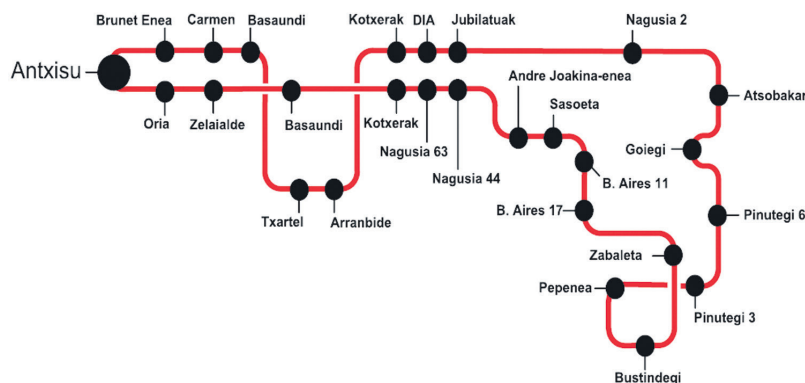 Brunet Enea
Carmen
Basaundi
Kotxerak
DIA
Jubilatuak
Nagusia 2
Antxisu
Andre Joakina-enea
Atsobakar
Sasoeta
Oria
Zelaialde
Basaundi
Kotxerak
Nagusia 63
Nagusia 44
Goiegi
B. Aires 11
B. Aires 17
Pinutegi 6
Txartel
Arranbide
Zabaleta
Pepenea
Pinutegi 3
Bustindegi